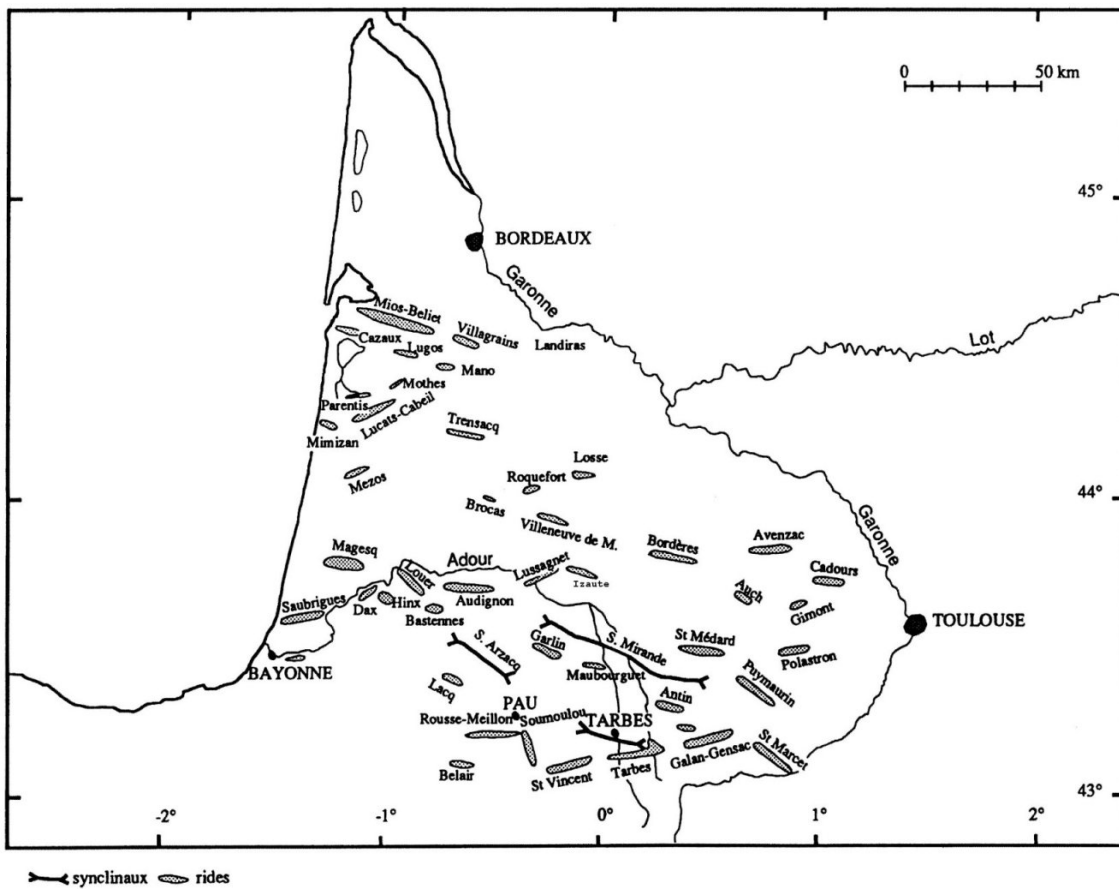 0 50 km
45°
BORDEAUX
Garonne
Mios-Beliet
Villagrains
Cazaux
Landiras
Lugos
Lot
Mano
Mothes
Parentis
Lucats-Cabeil
Trensacq
Mimizan
Losse
Roquefort
Mezos
44°
Brocas
Garonne
Villeneuve de M.
Avenzac
Bordères
Magesq
Adour
Louer
Lussagnet
Cadours
Izaute
Saubrigues
Dax
Hinx
Audignon
Auch
Gimont
Bastennes
TOULOUSE
S. Arzacq
Garlin
S. Mirande
St Médard
BAYONNE
Maubourguet
Polastron
Lacq
Puymaurin
PAU
Antin
Rousse-Meillon
Soumoulou
TARBES
Galan-Gensac
St Marcet
Belair
St Vincent
Tarbes
43°
-2° -1° 0° 1° 2°
synclinaux rides